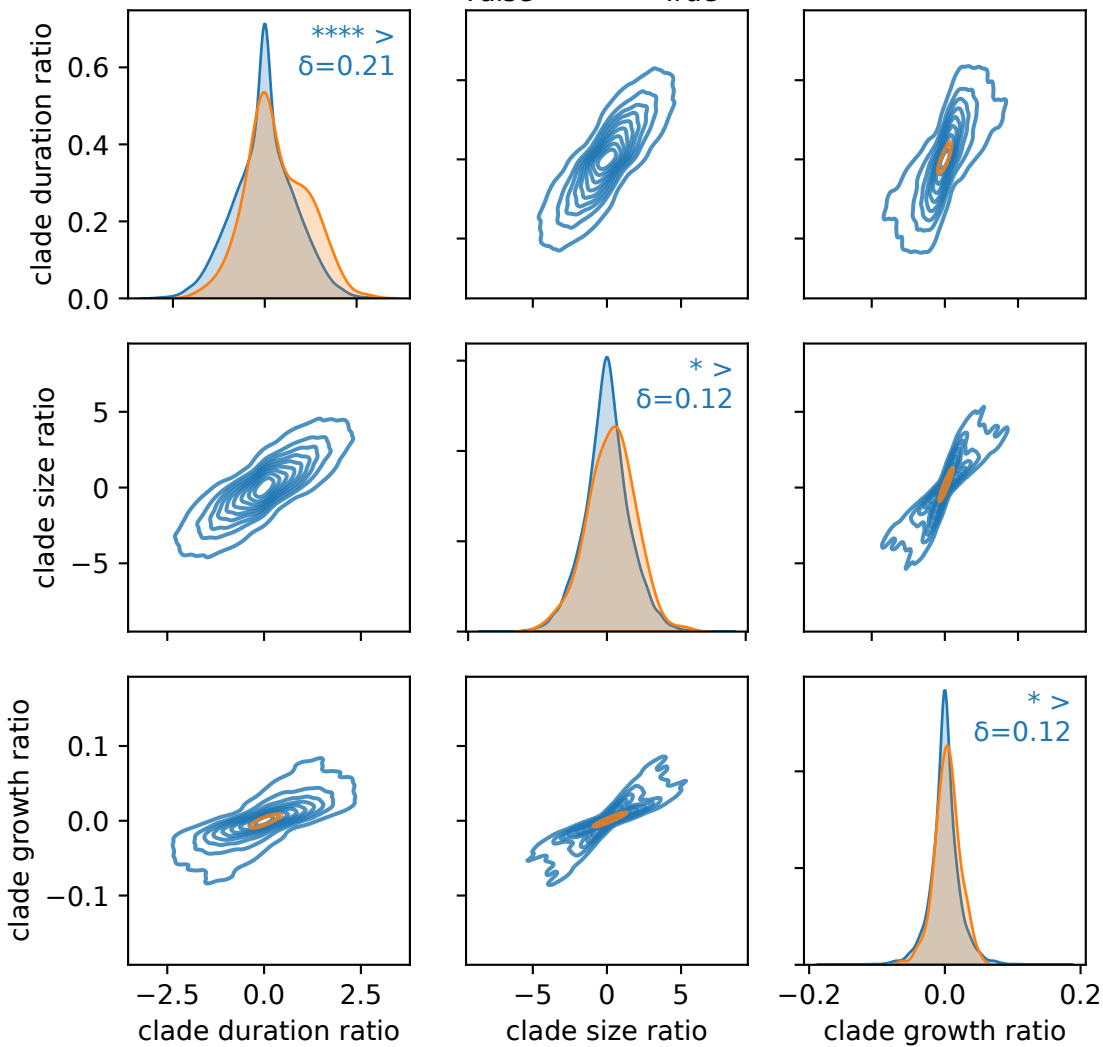 clade duration ratio
0.6
0.4
0.2
0.0
**** >
δ=0.21
clade size ratio
5
0
−5
* >
δ=0.12
clade growth ratio
0.1
0.0
−0.1
* >
δ=0.12
−2.5 0.0 2.5
−5 0 5
−0.2 0.0 0.2
clade duration ratio
clade size ratio
clade growth ratio